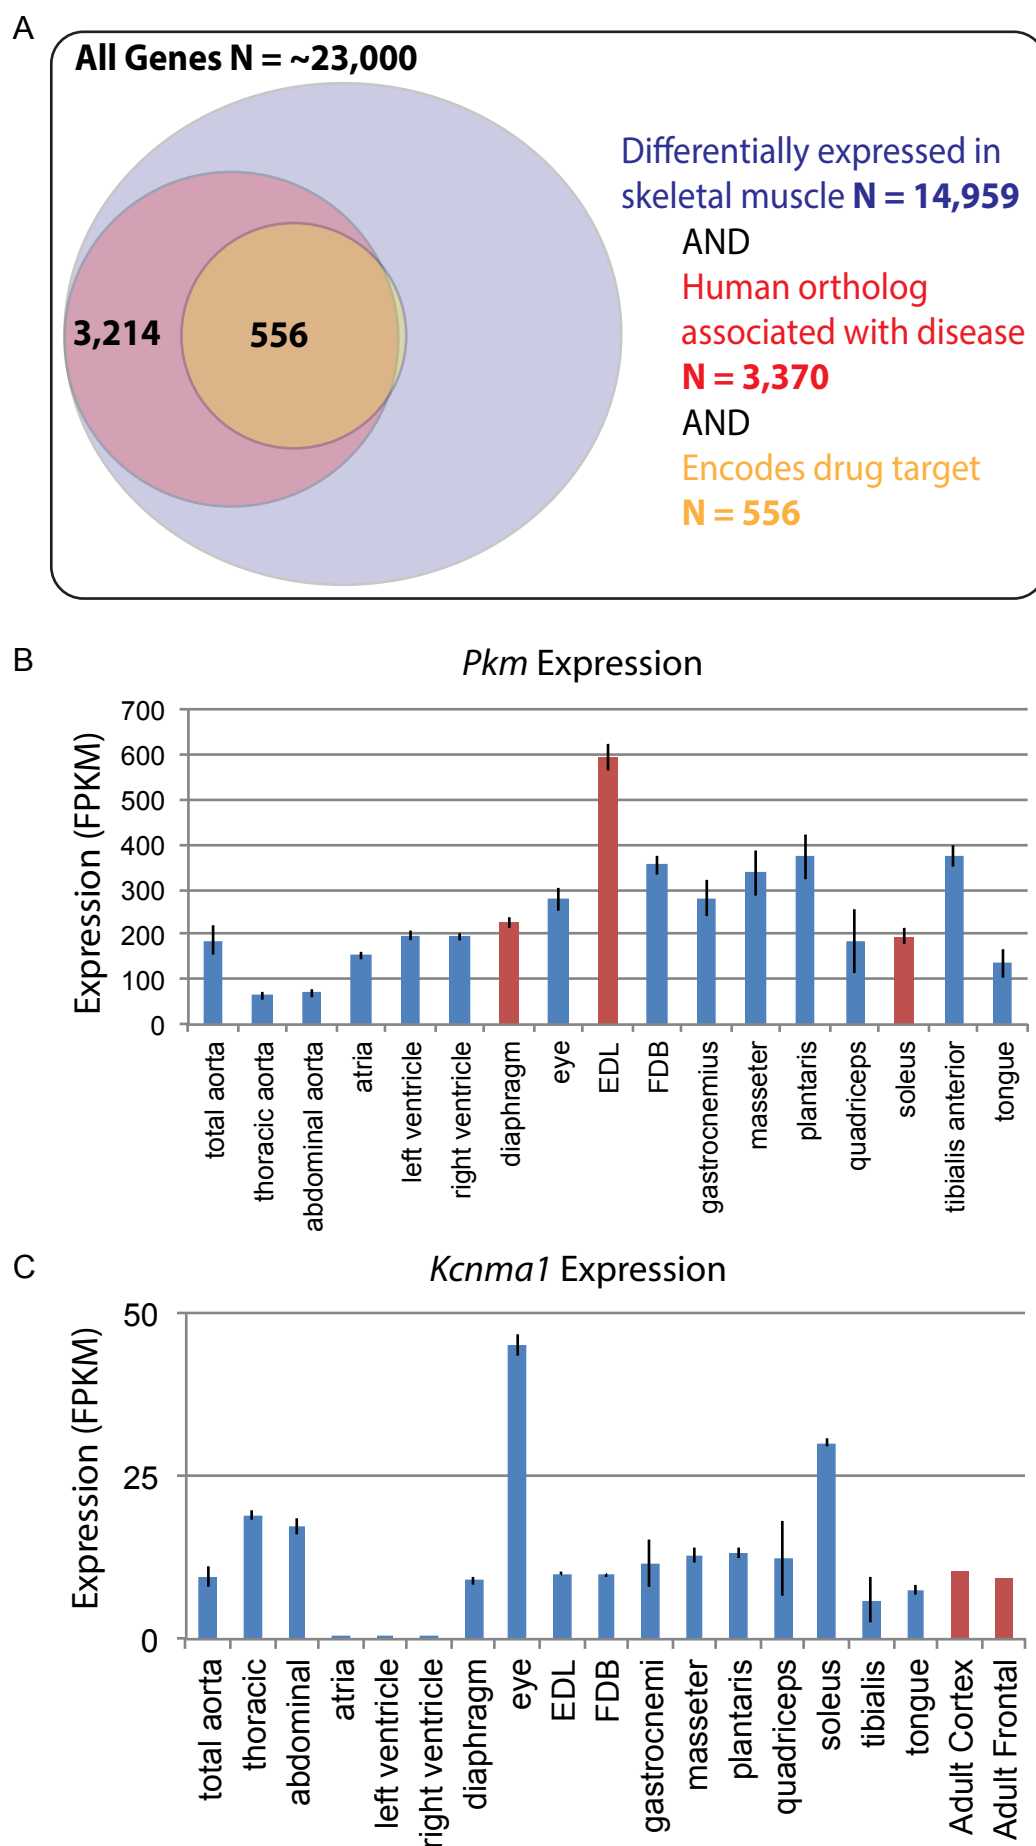 A
All Genes N = ~23,000
3,214
556
Differentially expressed in
skeletal muscle N = 14,959
AND
Human ortholog
associated with disease
N = 3,370
AND
Encodes drug target
N = 556
B
Pkm Expression
Expression (FPKM)
700
600
500
400
300
200
100
0
total aorta
thoracic aorta
abdominal aorta
atria
left ventricle
right ventricle
diaphragm
eye
EDL
FDB
gastrocnemius
masseter
plantaris
quadriceps
soleus
tibialis anterior
tongue
C
Kcnma1 Expression
Expression (FPKM)
50
25
0
total aorta
thoracic
abdominal
atria
left ventricle
right ventricle
diaphragm
eye
EDL
FDB
gastrocnemi
masseter
plantaris
quadriceps
soleus
tibialis
tongue
Adult Cortex
Adult Frontal